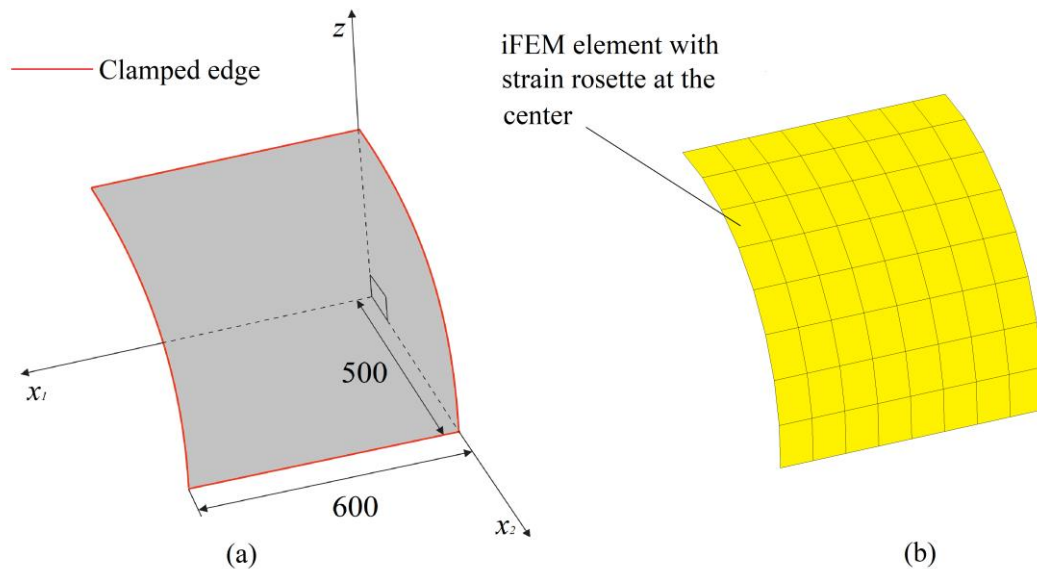 z
Clamped edge
500
x1
600
x2
(a)
iFEM element with
strain rosette at the
center
(b)